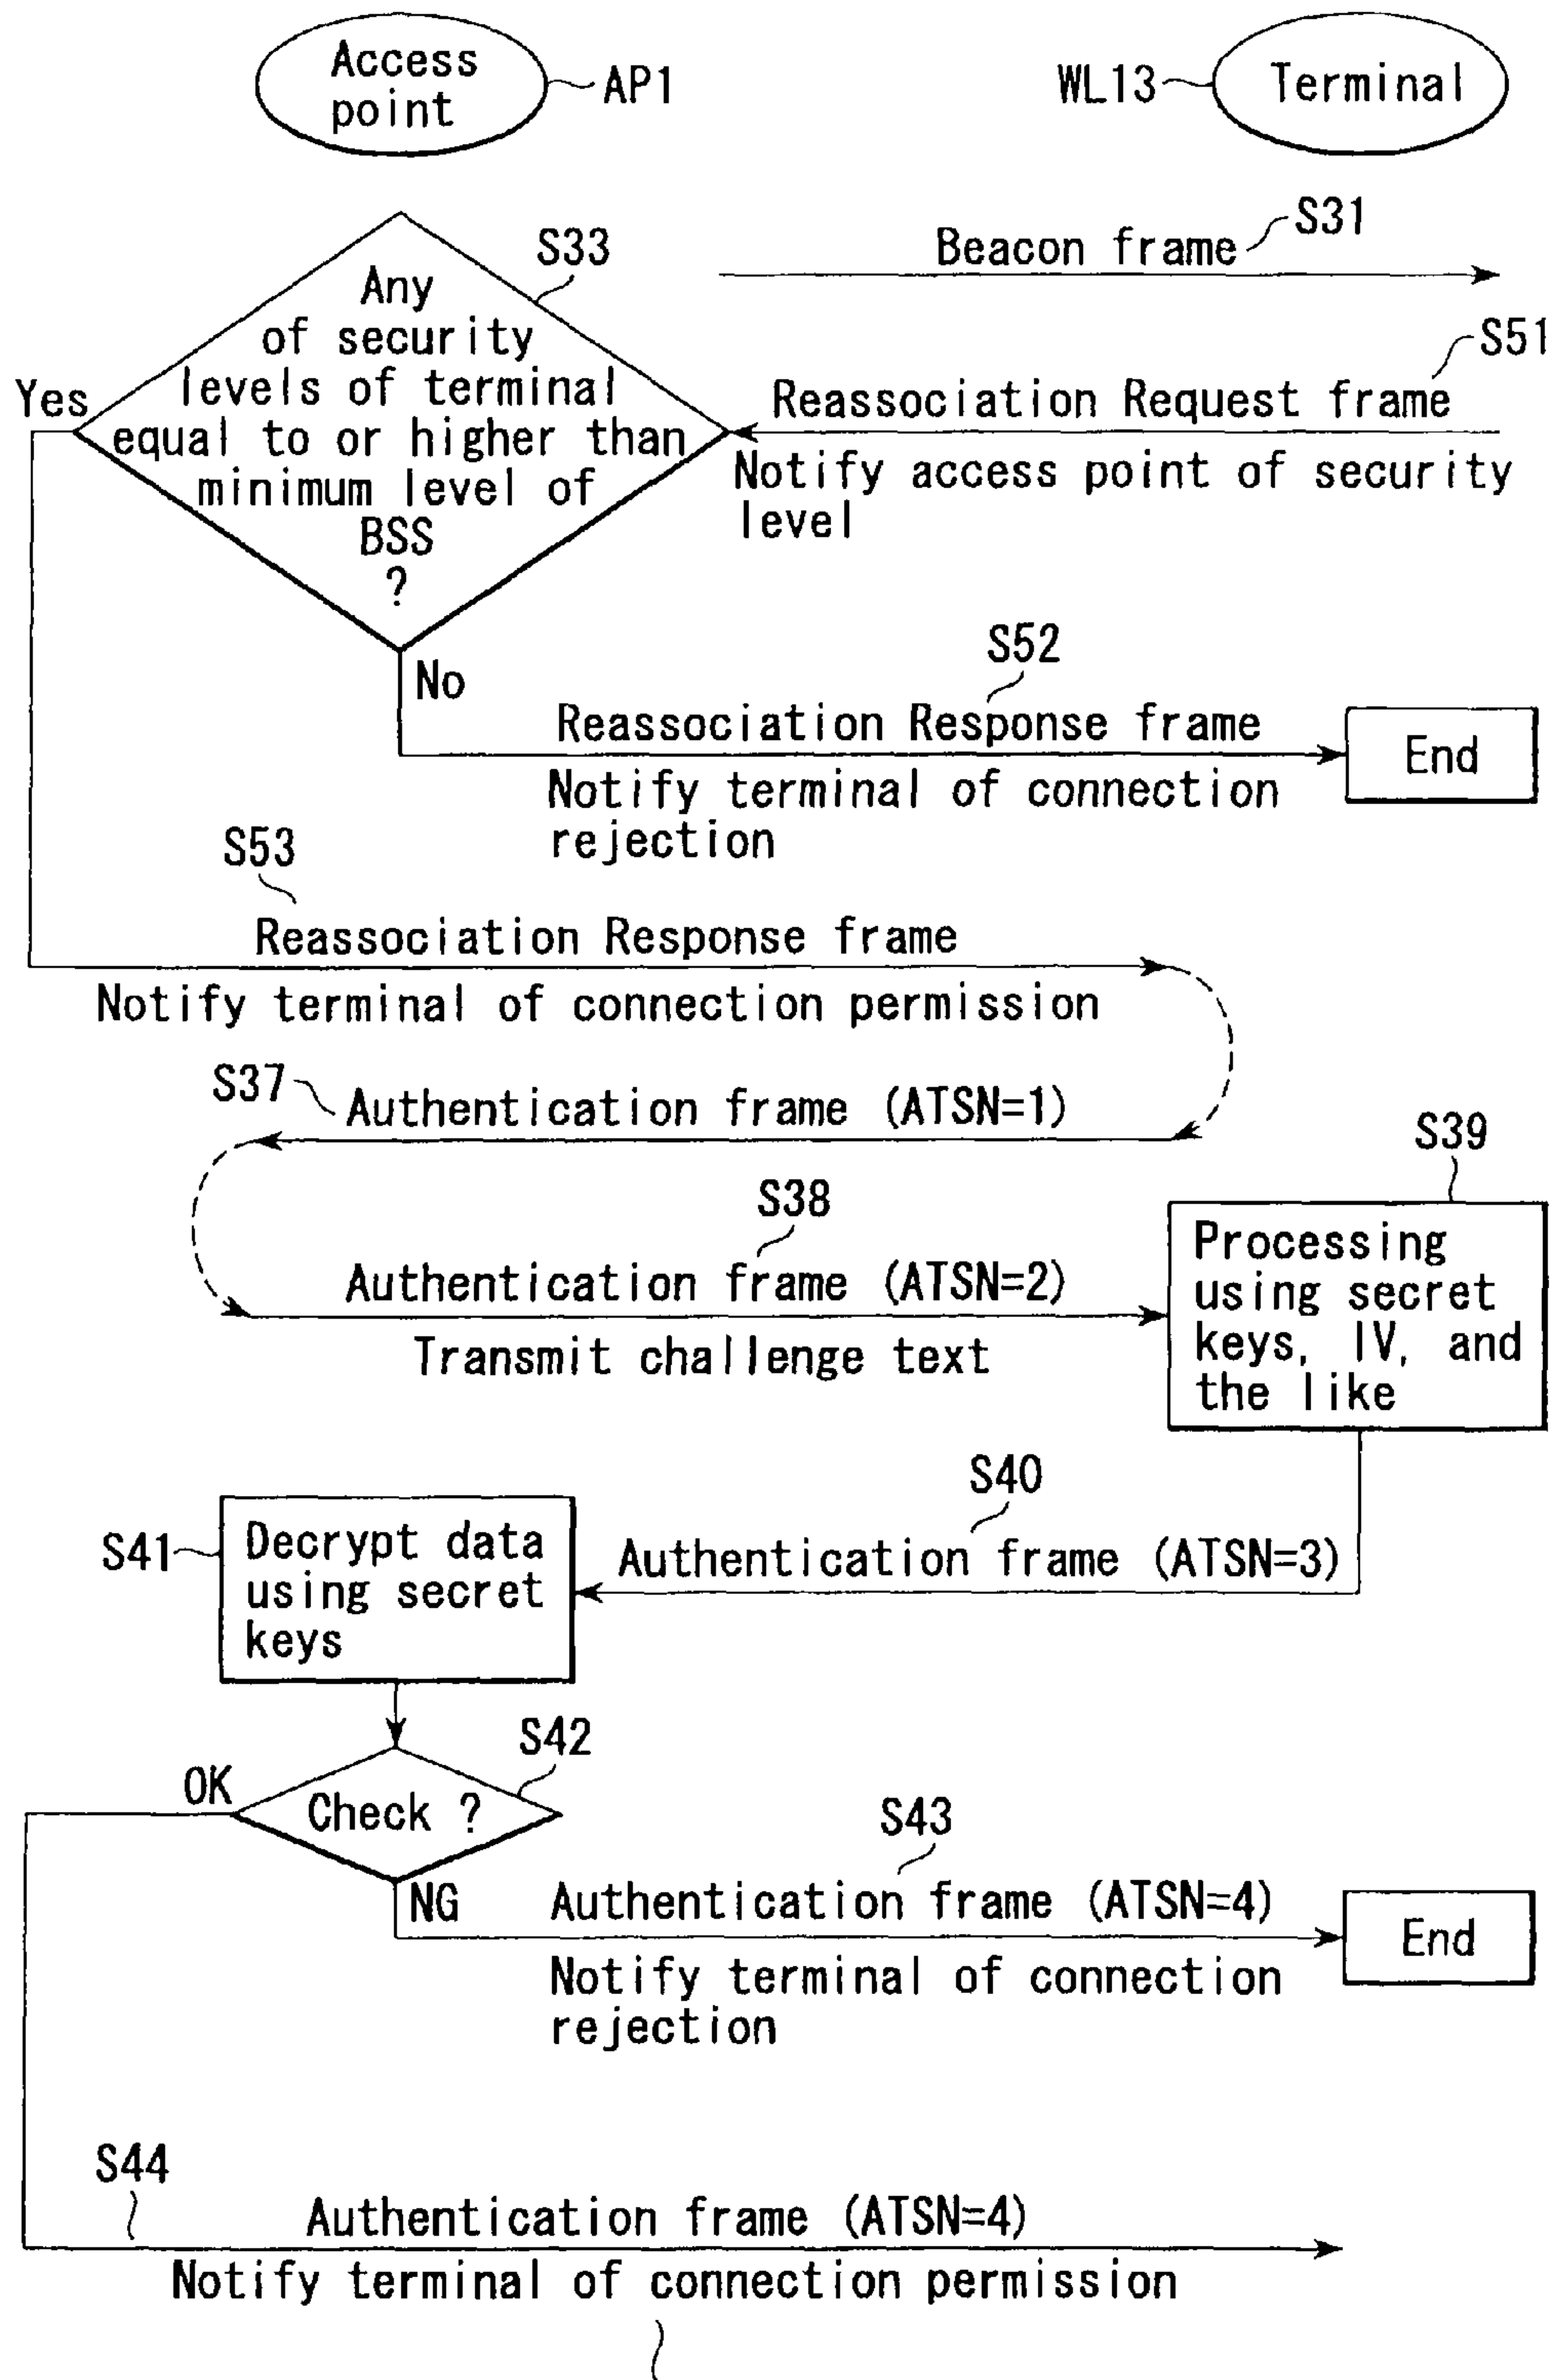 Access
point
AP1
WL13
Terminal
S31
Beacon frame
S33
Any
of security
levels of terminal
equal to or higher than
minimum level of
BSS
?
Yes
S51
Reassociation Request frame
Notify access point of security
level
No
S52
Reassociation Response frame
Notify terminal of connection
rejection
End
S53
Reassociation Response frame
Notify terminal of connection permission
S37
Authentication frame (ATSN=1)
S38
Authentication frame (ATSN=2)
Transmit challenge text
S39
Processing
using secret
keys, IV, and
the like
S40
Authentication frame (ATSN=3)
S41
Decrypt data
using secret
keys
S42
Check ?
OK
NG
S43
Authentication frame (ATSN=4)
Notify terminal of connection
rejection
End
S44
Authentication frame (ATSN=4)
Notify terminal of connection permission